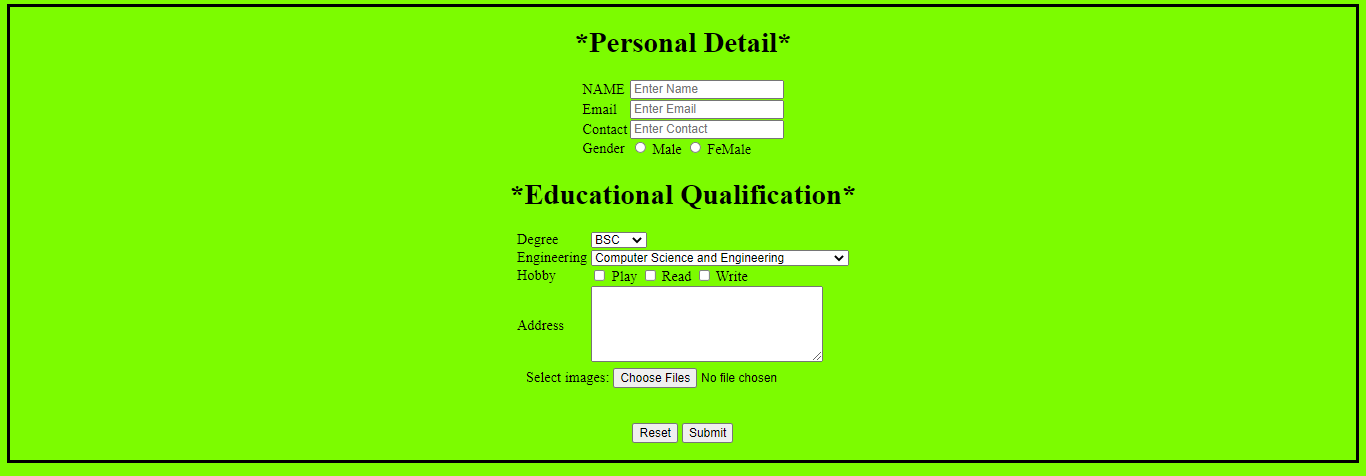 *Personal Detail*
NAME Enter Name
Email Enter Email
Contact Enter Contact
Gender Male FeMale
*Educational Qualification*
Degree BSC
Engineering Computer Science and Engineering
Hobby Play Read Write
Address
Select images: Choose Files No file chosen
Reset Submit